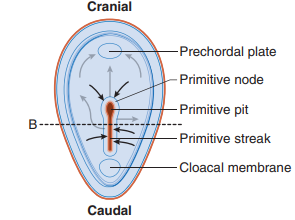 Cranial
Prechordal plate
Primitive node
Primitive pit
B
Primitive streak
Cloacal membrane
Caudal